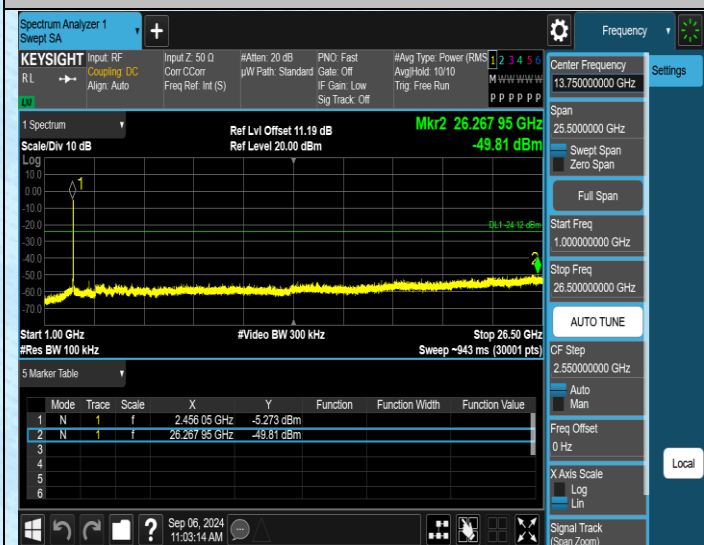 Spectrum Analyzer 1
Swept SA
Frequency
KEYSIGHT
RL
LXI
Input: RF
Coupling: DC
Align: Auto
Input Z: 50 Ω
Corr CCorr
Freq Ref: Int (S)
#Atten: 20 dB
µW Path: Standard
PNO: Fast
Gate: Off
IF Gain: Low
Sig Track: Off
#Avg Type: Power (RMS
Avg|Hold: 10/10
Trig: Free Run
1 2 3 4 5 6
M W W W W W
P P P P P P
1 Spectrum
Scale/Div 10 dB
Ref Lvl Offset 11.19 dB
Ref Level 20.00 dBm
Mkr2 26.267 95 GHz
-49.81 dBm
Log
10.0
0.00
-10.0
-20.0
-30.0
-40.0
-50.0
-60.0
-70.0
1
DL1 -24.12 dBm
2
Start 1.00 GHz
#Res BW 100 kHz
#Video BW 300 kHz
Stop 26.50 GHz
Sweep ~943 ms (30001 pts)
5 Marker Table
Mode Trace Scale X Y Function Function Width Function Value
1 N 1 f 2.456 05 GHz -5.273 dBm
2 N 1 f 26.267 95 GHz -49.81 dBm
3
4
5
6
Sep 06, 2024
11:03:14 AM
Center Frequency
13.750000000 GHz
Span
25.5000000 GHz
Swept Span
Zero Span
Full Span
Start Freq
1.000000000 GHz
Stop Freq
26.500000000 GHz
AUTO TUNE
CF Step
2.550000000 GHz
Auto
Man
Freq Offset
0 Hz
X Axis Scale
Log
Lin
Signal Track
(Span Zoom)
Settings
Local